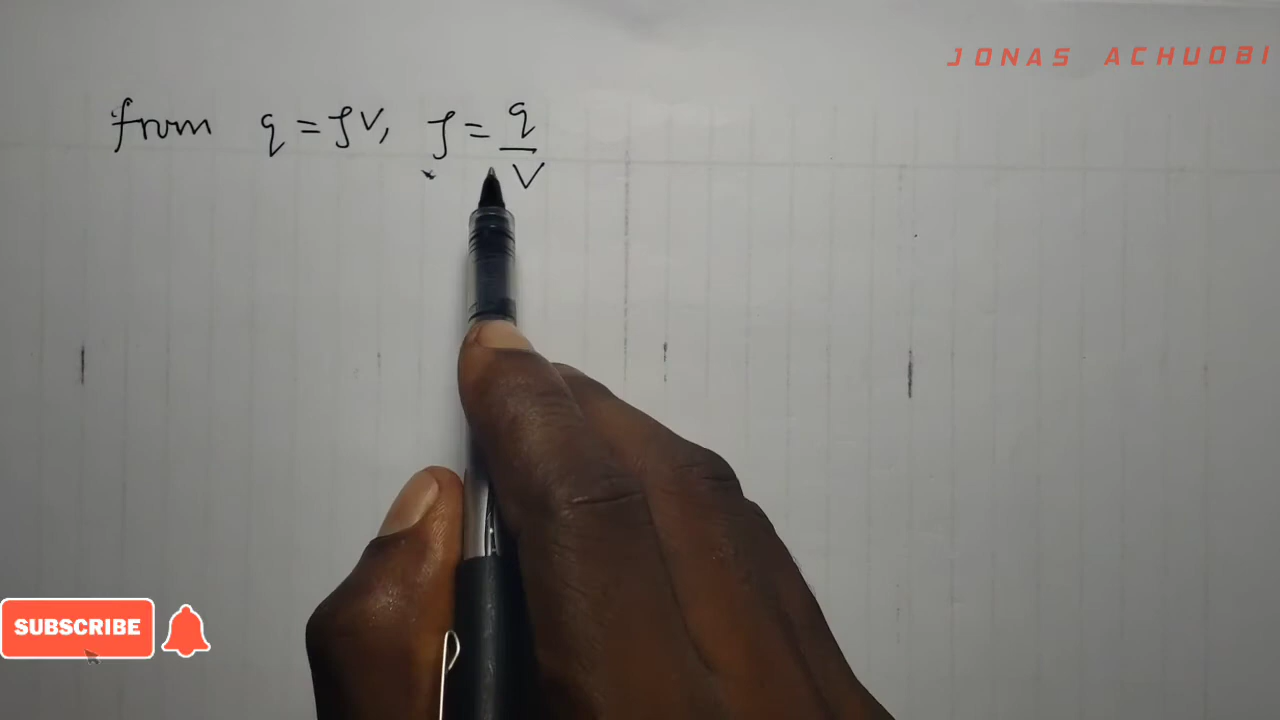 JONAS ACHUOBI
from q = ρV, ρ = q/V
SUBSCRIBE